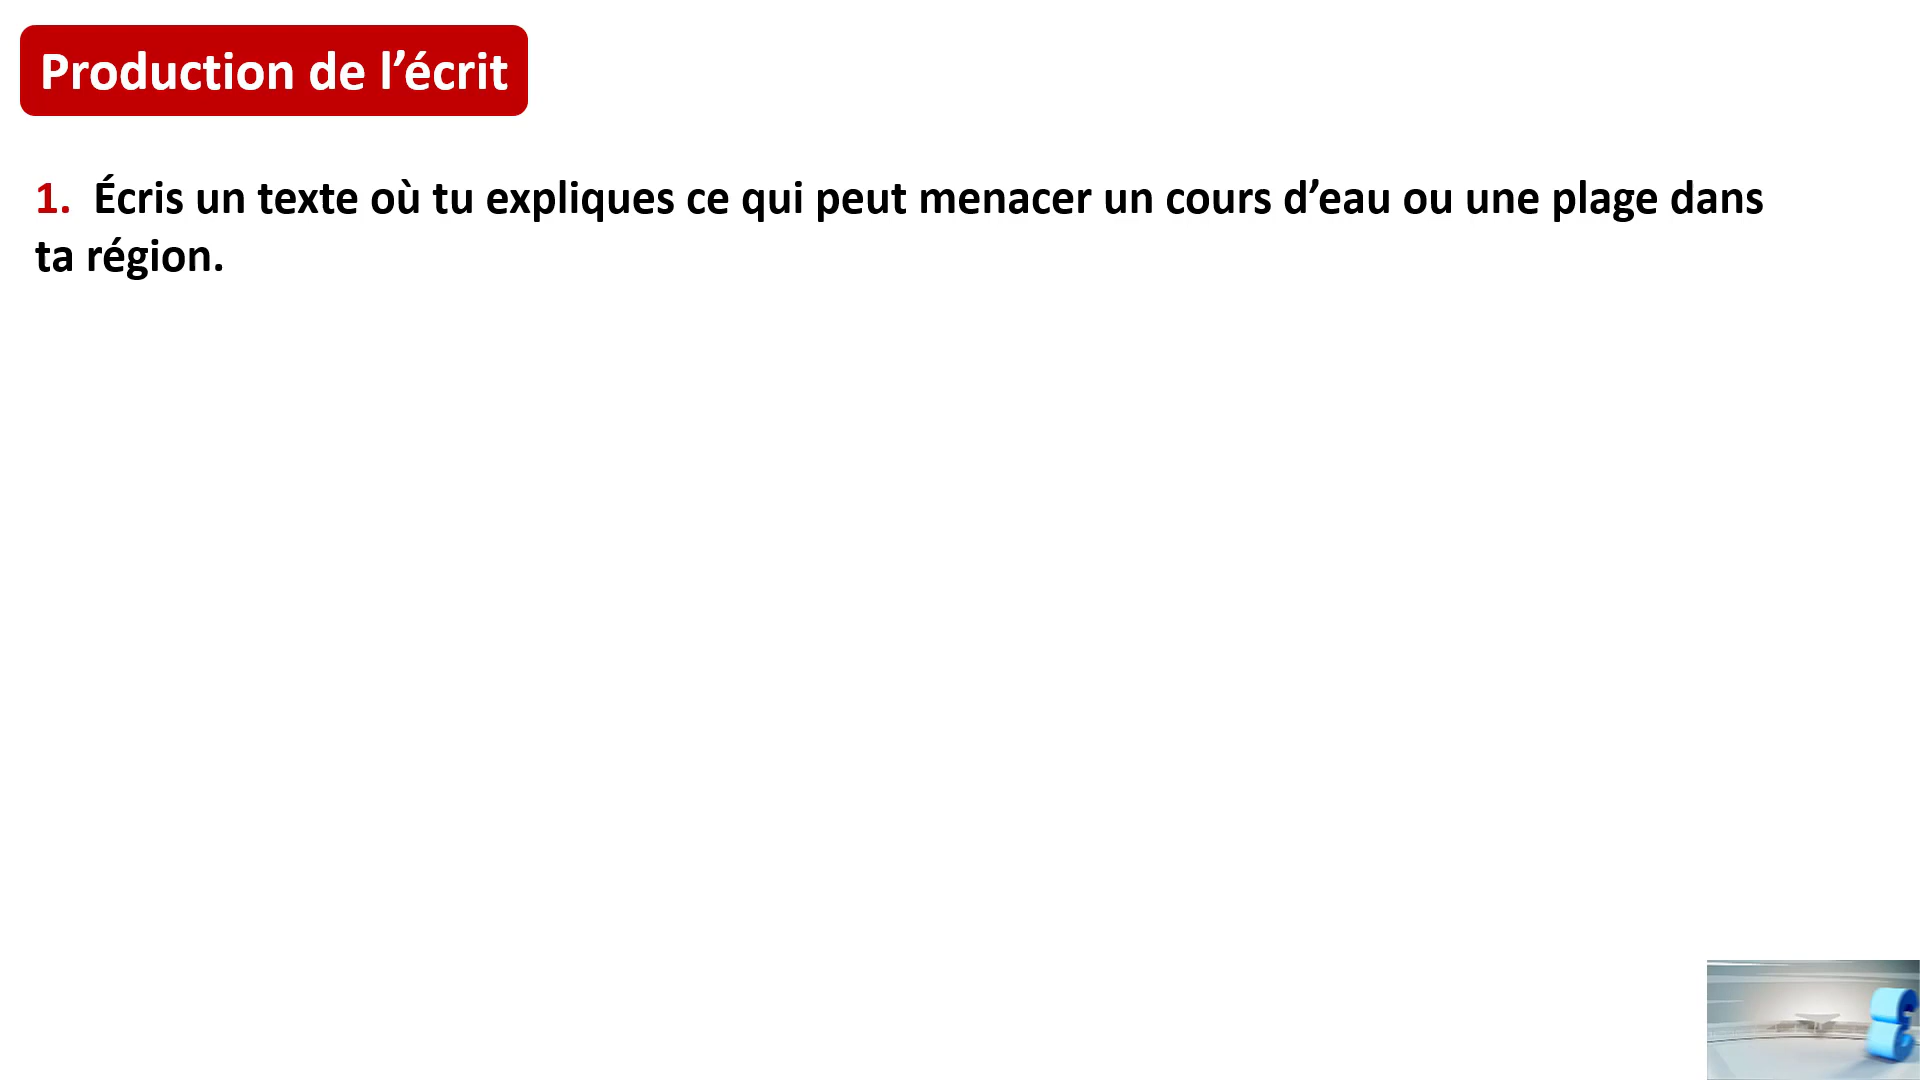 Production de l’écrit
1. Écris un texte où tu expliques ce qui peut menacer un cours d’eau ou une plage dans
ta région.